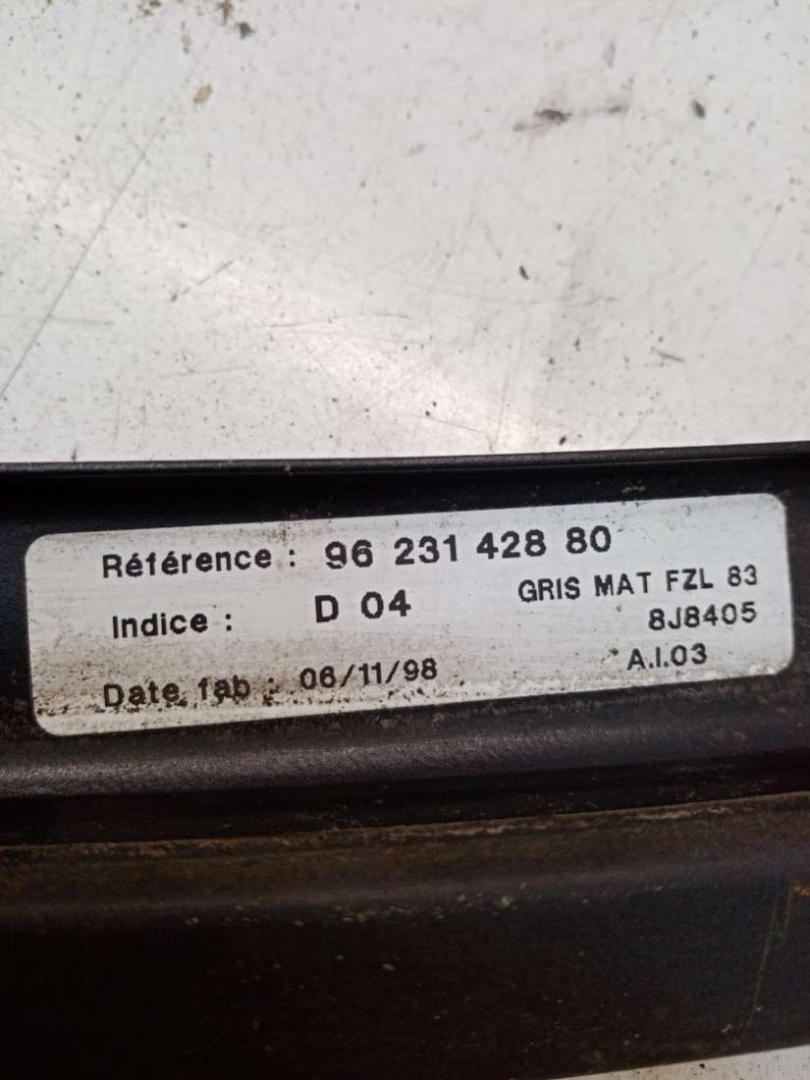 Référence : 96 231 428 80
Indice : D 04 GRIS MAT FZL 83
8J8405
Date fab : 06/11/98 A.I.03